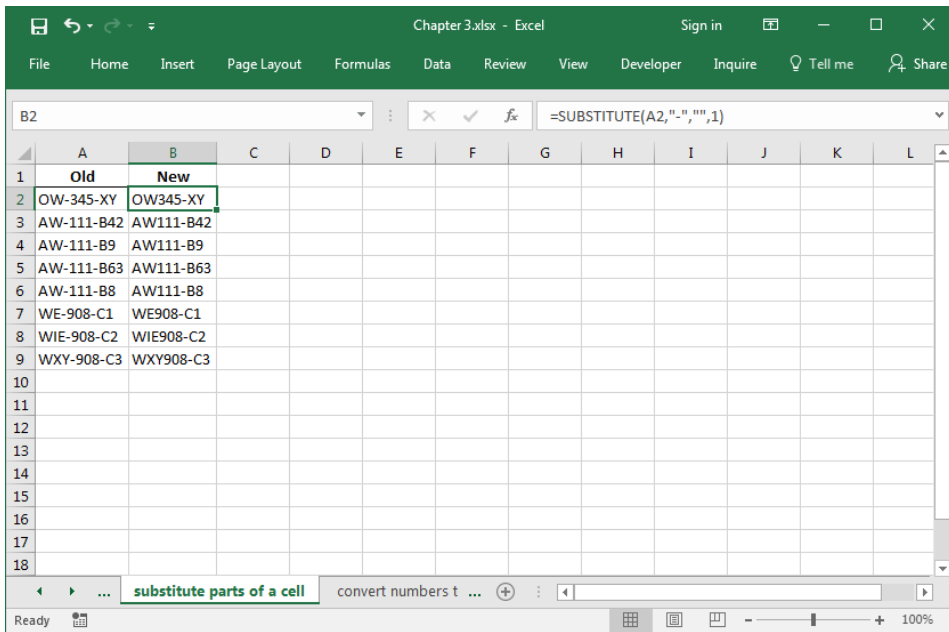 Chapter 3.xlsx - Excel Sign in
File Home Insert Page Layout Formulas Data Review View Developer Inquire Tell me Share
B2 fx =SUBSTITUTE(A2,"-","",1)
A B C D E F G H I J K L
1 Old New
2 OW-345-XY OW345-XY
3 AW-111-B42 AW111-B42
4 AW-111-B9 AW111-B9
5 AW-111-B63 AW111-B63
6 AW-111-B8 AW111-B8
7 WE-908-C1 WE908-C1
8 WIE-908-C2 WIE908-C2
9 WXY-908-C3 WXY908-C3
10
11
12
13
14
15
16
17
18
... substitute parts of a cell convert numbers t ...
Ready 100%